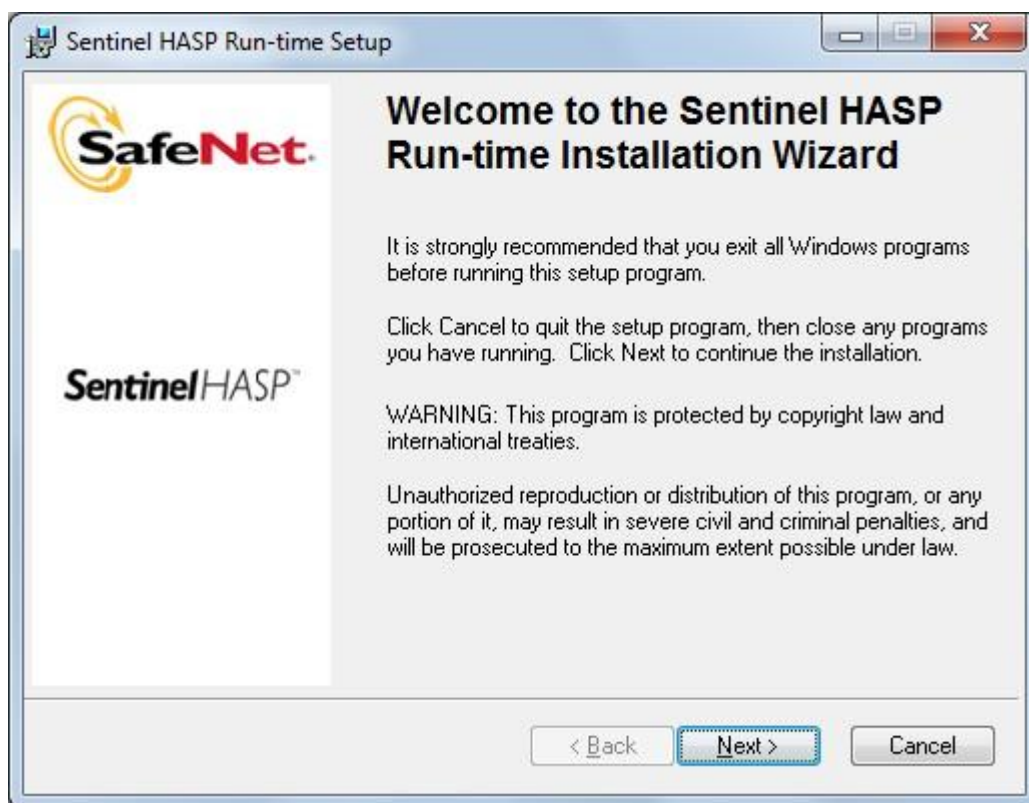 Sentinel HASP Run-time Setup
SafeNet.
Welcome to the Sentinel HASP
Run-time Installation Wizard
It is strongly recommended that you exit all Windows programs
before running this setup program.
Click Cancel to quit the setup program, then close any programs
you have running.  Click Next to continue the installation.
Sentinel HASP™
WARNING: This program is protected by copyright law and
international treaties.
Unauthorized reproduction or distribution of this program, or any
portion of it, may result in severe civil and criminal penalties, and
will be prosecuted to the maximum extent possible under law.
< Back Next > Cancel